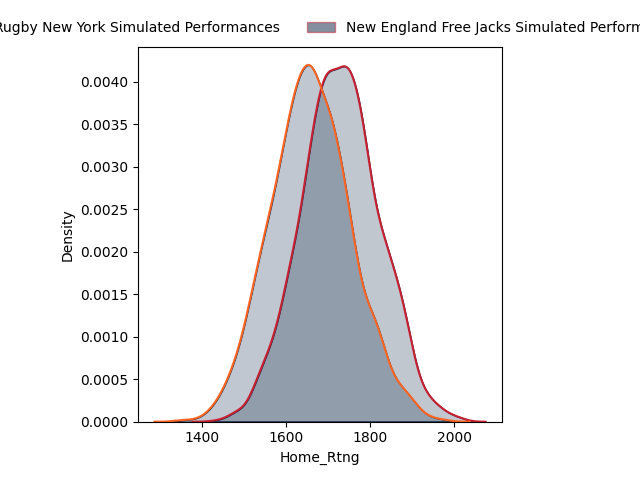 Rugby New York Simulated Performances
New England Free Jacks Simulated Perform
0.0040
0.0035
0.0030
0.0025
0.0020
0.0015
0.0010
0.0005
0.0000
Density
1400 1600 1800 2000
Home_Rtng